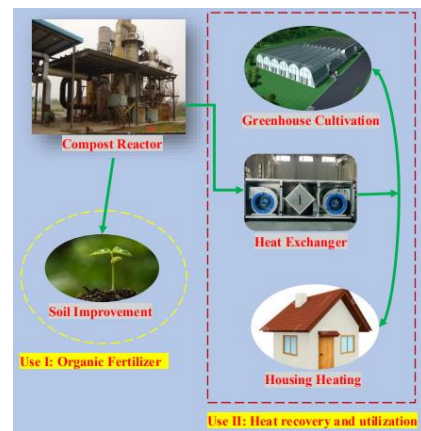 Compost Reactor
Greenhouse Cultivation
Heat Exchanger
Soil Improvement
Use I: Organic Fertilizer
Housing Heating
Use II: Heat recovery and utilization